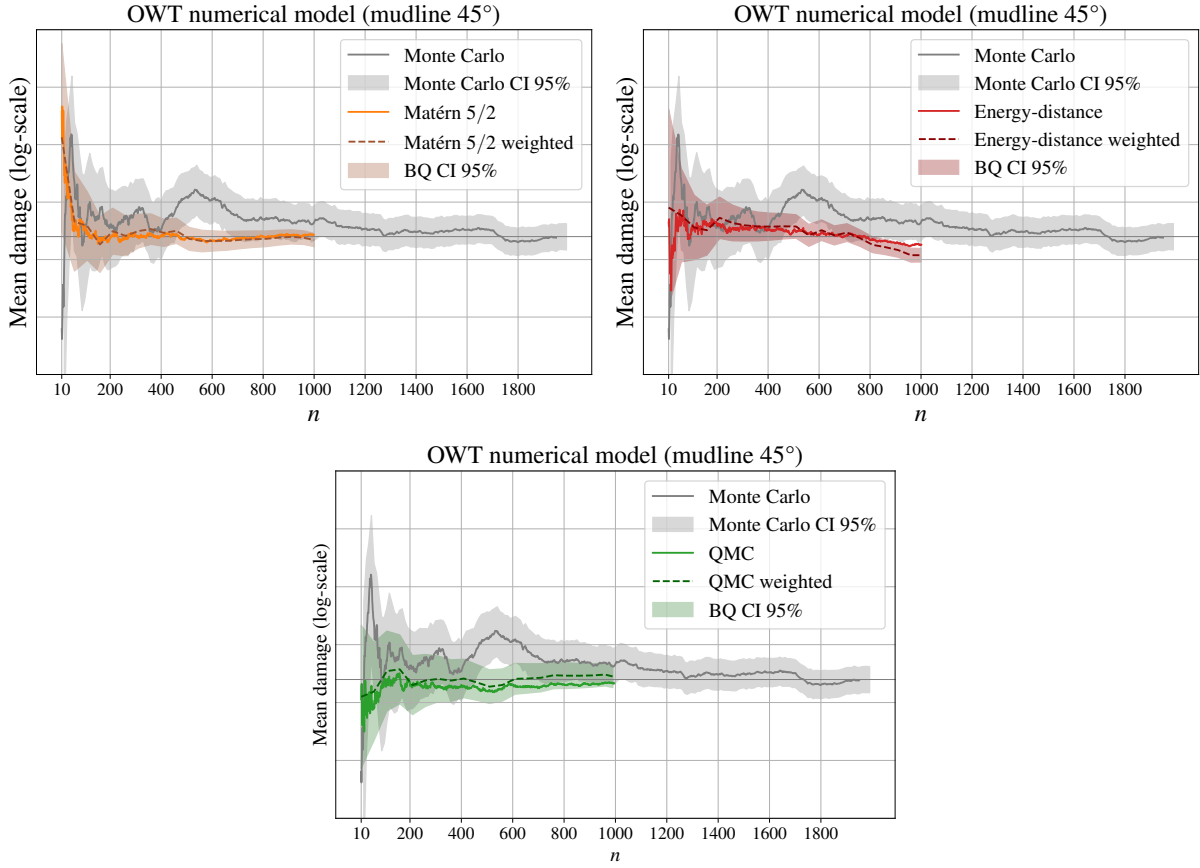 OWT numerical model (mudline 45°)
Mean damage (log-scale)
Monte Carlo
Monte Carlo CI 95%
Matérn 5/2
Matérn 5/2 weighted
BQ CI 95%
10 200 400 600 800 1000 1200 1400 1600 1800
n
OWT numerical model (mudline 45°)
Mean damage (log-scale)
Monte Carlo
Monte Carlo CI 95%
Energy-distance
Energy-distance weighted
BQ CI 95%
10 200 400 600 800 1000 1200 1400 1600 1800
n
OWT numerical model (mudline 45°)
Mean damage (log-scale)
Monte Carlo
Monte Carlo CI 95%
QMC
QMC weighted
BQ CI 95%
10 200 400 600 800 1000 1200 1400 1600 1800
n